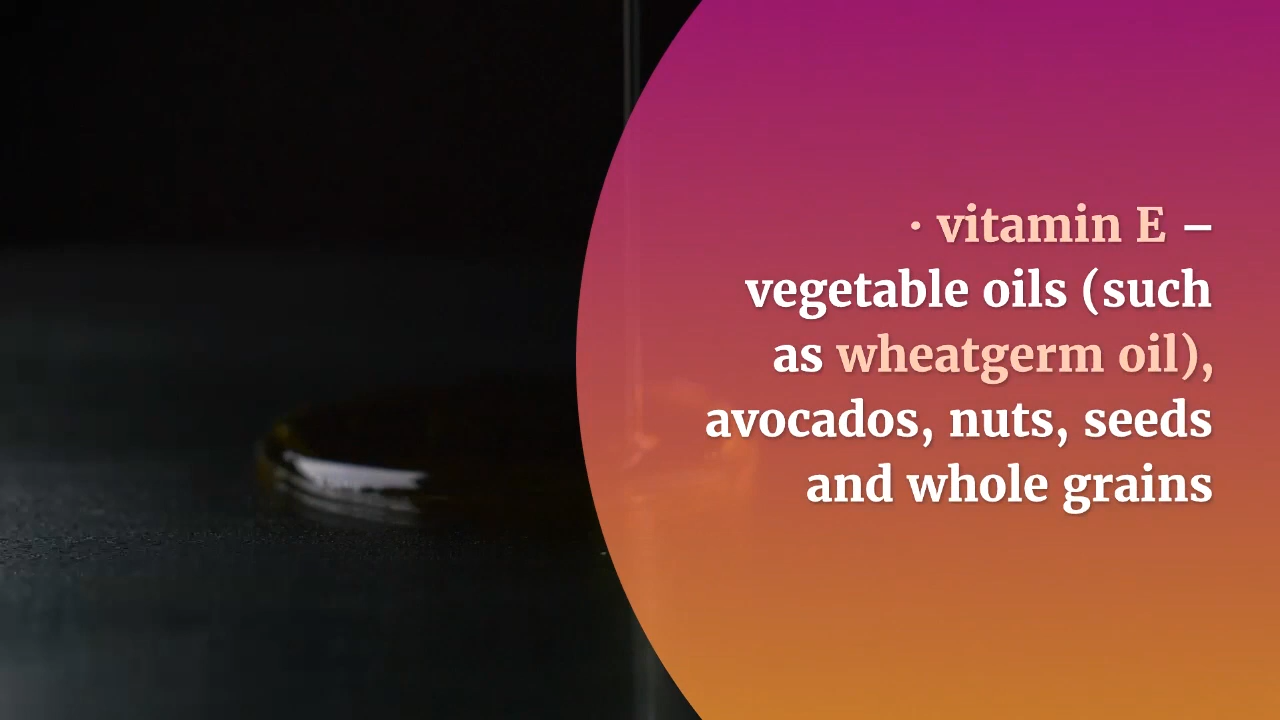 · vitamin E –
vegetable oils (such
as wheatgerm oil),
avocados, nuts, seeds
and whole grains